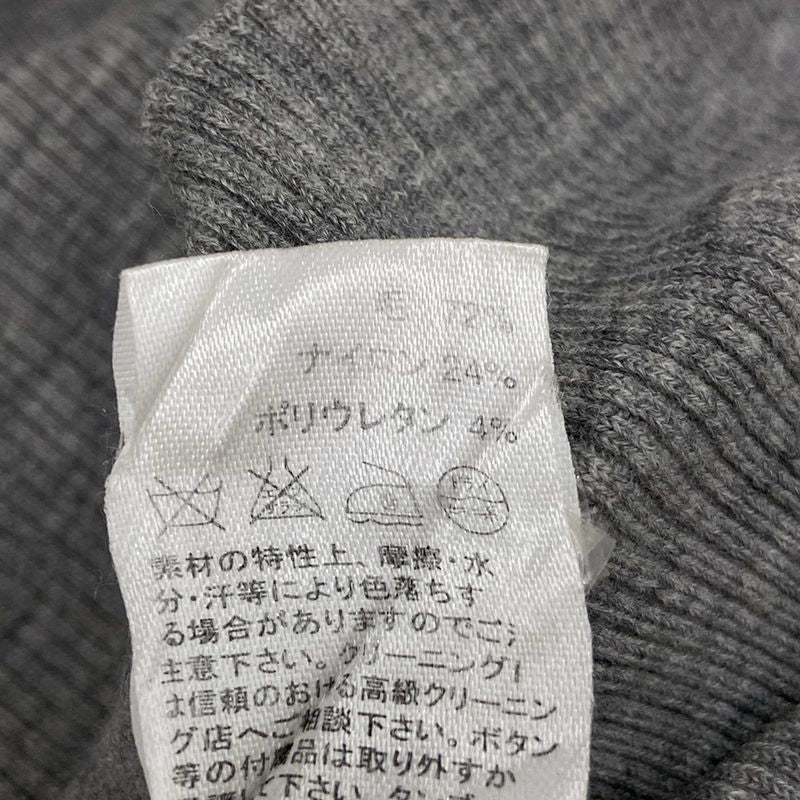 毛 72%
ナイロン 24%
ポリウレタン 4%
素材の特性上、摩擦・水
分・汗等により色落ちす
る場合がありますのでご
注意下さい。クリーニング
は信頼のおける高級クリーニン
グ店へご相談下さい。ボタン
等の付属品は取り外すか
下さい。